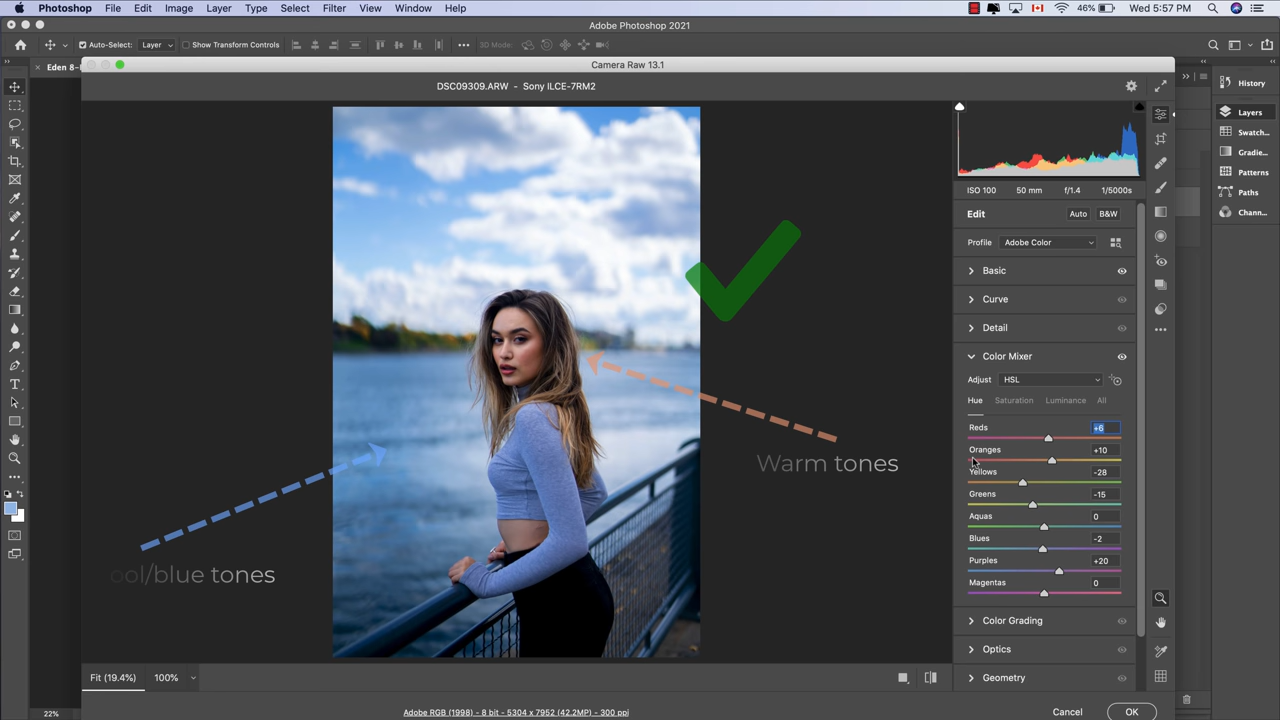 Photoshop File Edit Image Layer Type Select Filter View Window Help 46% Wed 5:57 PM
Adobe Photoshop 2021
Auto-Select: Layer Show Transform Controls 3D Mode:
Eden 8-
Camera Raw 13.1
DSC09309.ARW - Sony ILCE-7RM2
ISO 100 50 mm f/1.4 1/5000s
Edit Auto B&W
Profile Adobe Color
Basic
Curve
Detail
Color Mixer
Adjust HSL
Hue Saturation Luminance All
Reds +6
Oranges +10
Yellows -28
Greens -15
Aquas 0
Blues -2
Purples +20
Magentas 0
Color Grading
Optics
Geometry
History
Layers
Swatch...
Gradie...
Patterns
Paths
Chann...
Warm tones
ool/blue tones
Fit (19.4%) 100%
22%
Adobe RGB (1998) - 8 bit - 5304 x 7952 (42.2MP) - 300 ppi
Cancel OK